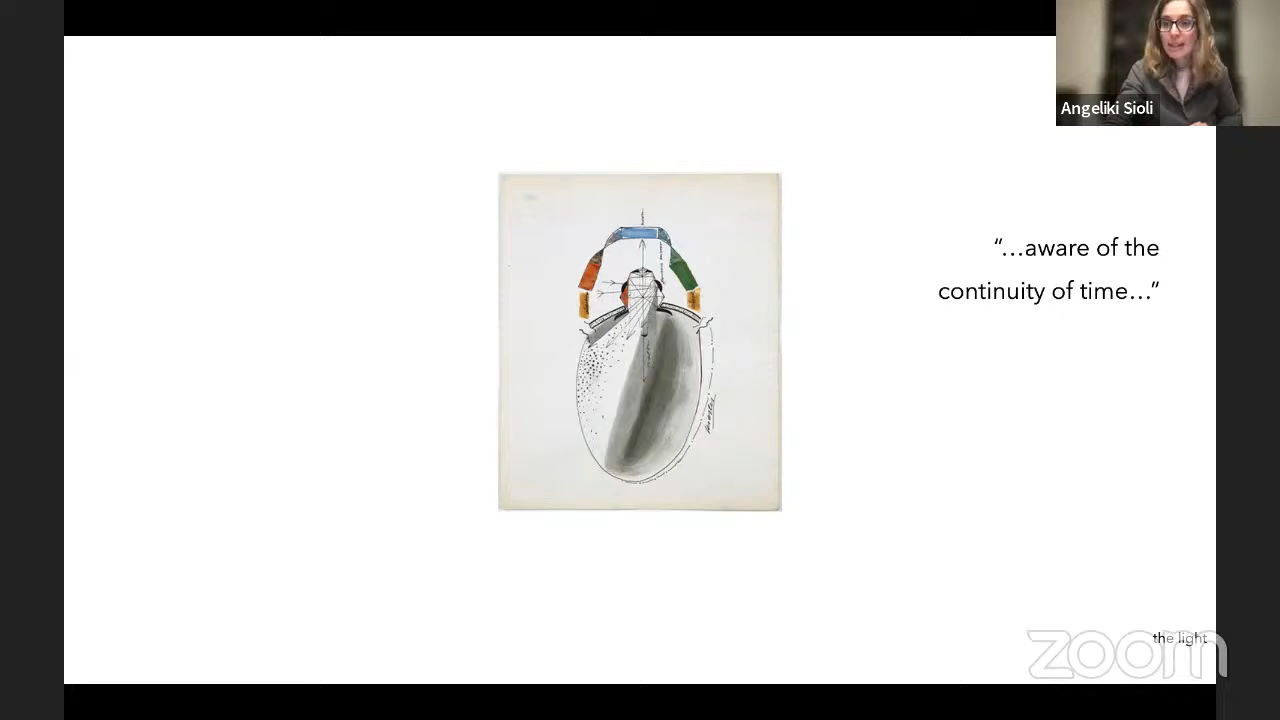 Angeliki Sioli
“…aware of the
continuity of time…”
the light
zoom